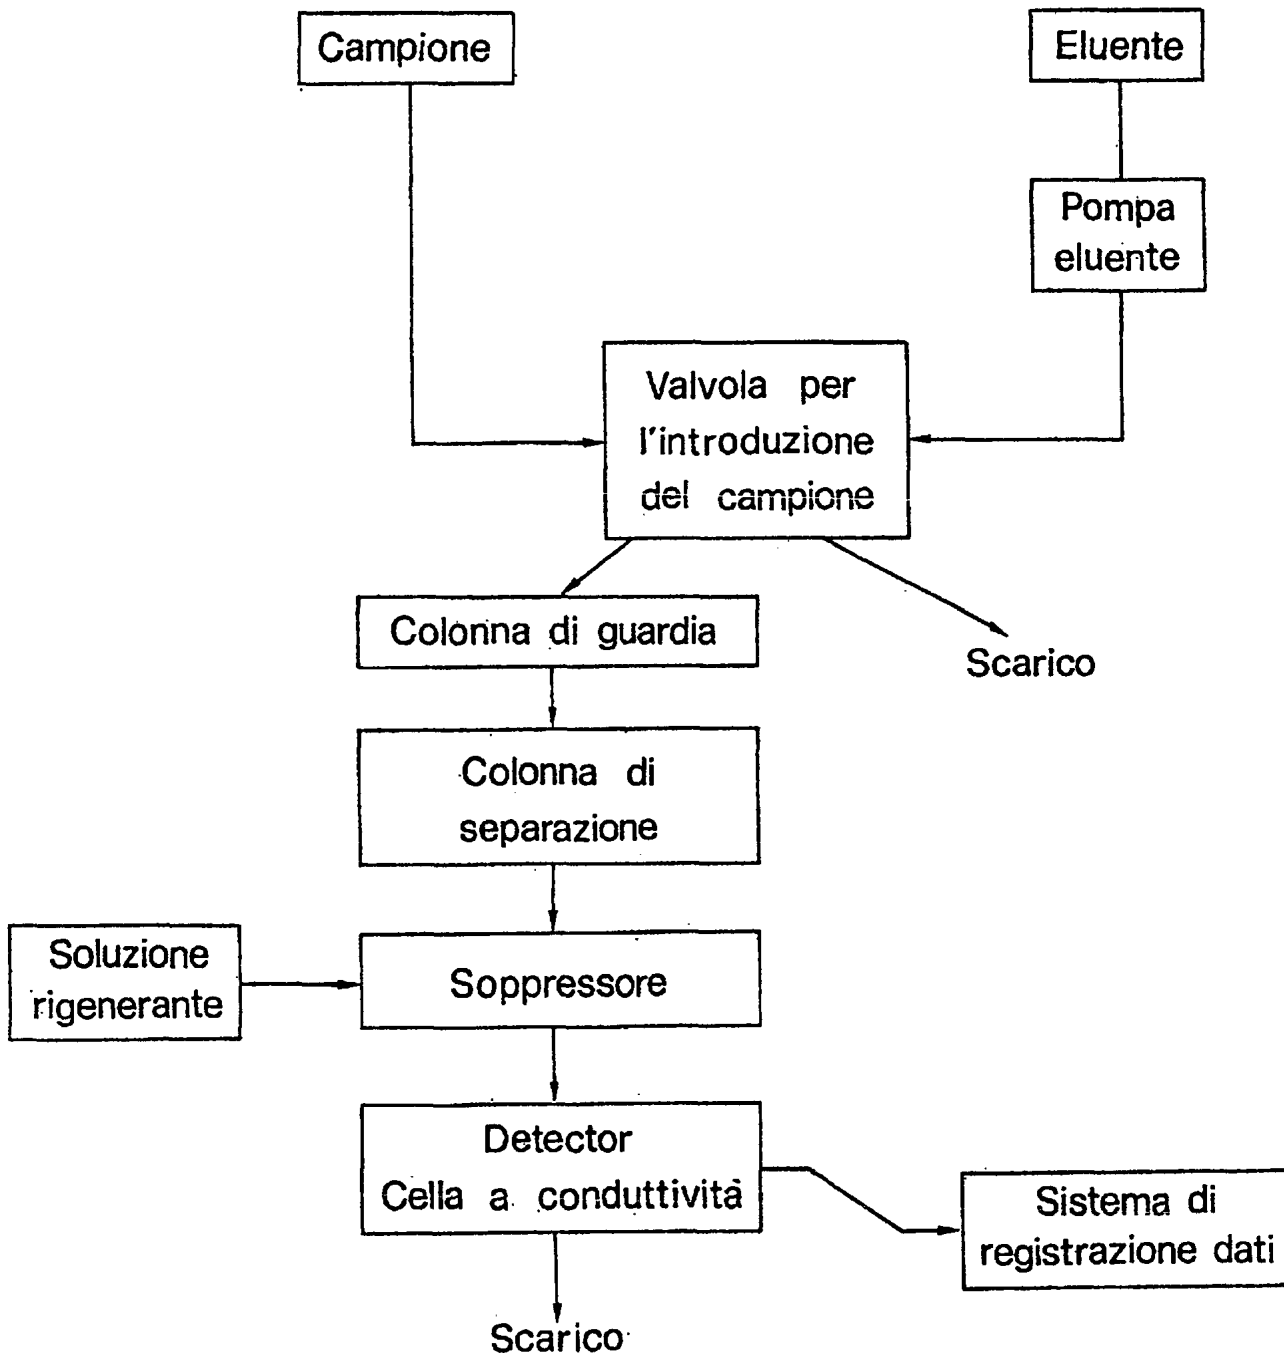 Campione
Eluente
Pompa
eluente
Valvola per
l'introduzione
del campione
Colonna di guardia
Scarico
Colonna di
separazione
Soluzione
rigenerante
Soppressore
Detector
Cella a conduttività
Sistema di
registrazione dati
Scarico